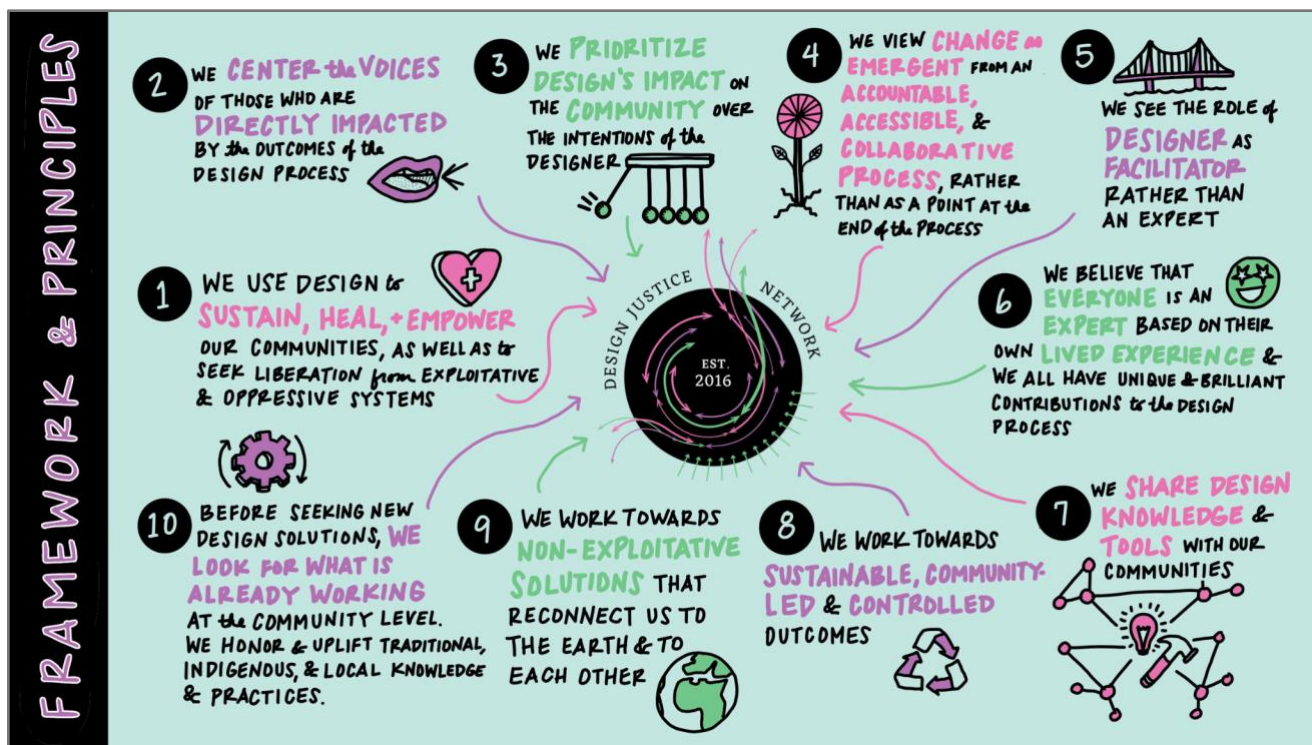 FRAMEWORK & PRINCIPLES
1
WE USE DESIGN to
SUSTAIN, HEAL, + EMPOWER
OUR COMMUNITIES, AS WELL AS to
SEEK LIBERATION from EXPLOITATIVE
& OPPRESSIVE SYSTEMS
2
WE CENTER the VOICES
OF THOSE WHO ARE
DIRECTLY IMPACTED
BY the OUTCOMES of the
DESIGN PROCESS
3
WE PRIORITIZE
DESIGN'S IMPACT ON
THE COMMUNITY OVER
THE INTENTIONS of the
DESIGNER
4
WE VIEW CHANGE as
EMERGENT FROM AN
ACCOUNTABLE,
ACCESSIBLE, &
COLLABORATIVE
PROCESS, RATHER
THAN AS A POINT AT the
END of the PROCESS
5
WE SEE THE ROLE of
DESIGNER AS
FACILITATOR
RATHER THAN
AN EXPERT
6
WE BELIEVE THAT
EVERYONE IS AN
EXPERT BASED ON THEIR
OWN LIVED EXPERIENCE &
WE ALL HAVE UNIQUE & BRILLIANT
CONTRIBUTIONS to the DESIGN
PROCESS
7
WE SHARE DESIGN
KNOWLEDGE &
TOOLS WITH OUR
COMMUNITIES
8
WE WORK TOWARDS
SUSTAINABLE, COMMUNITY-
LED & CONTROLLED
OUTCOMES
9
WE WORK TOWARDS
NON-EXPLOITATIVE
SOLUTIONS THAT
RECONNECT US TO
THE EARTH & TO
EACH OTHER
10
BEFORE SEEKING NEW
DESIGN SOLUTIONS, WE
LOOK FOR WHAT IS
ALREADY WORKING
AT the COMMUNITY LEVEL.
WE HONOR & UPLIFT TRADITIONAL,
INDIGENOUS, & LOCAL KNOWLEDGE
& PRACTICES.
DESIGN JUSTICE NETWORK
EST.
2016